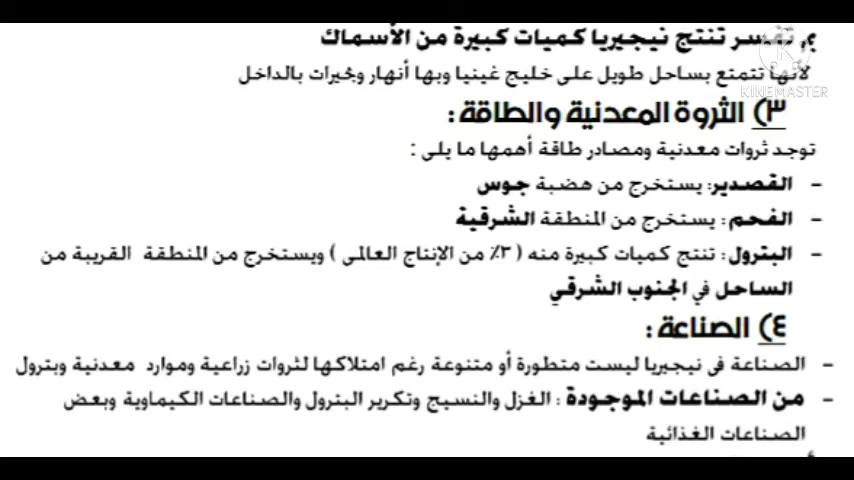 بم تفسر تنتج نيجيريا كميات كبيرة من الأسماك
لأنها تتمتع بساحل طويل على خليج غينيا وبها أنهار وبحيرات بالداخل
KINEMASTER
٣) الثروة المعدنية والطاقة :
توجد ثروات معدنية ومصادر طاقة أهمها ما يلى :
- القصدير: يستخرج من هضبة جوس
- الفحم : يستخرج من المنطقة الشرقية
- البترول : تنتج كميات كبيرة منه ( ٣٪ من الإنتاج العالمى ) ويستخرج من المنطقة القريبة من
الساحل في الجنوب الشرقي
٤) الصناعة :
- الصناعة فى نيجيريا ليست متطورة أو متنوعة رغم امتلاكها لثروات زراعية وموارد معدنية وبترول
- من الصناعات الموجودة : الغزل والنسيج وتكرير البترول والصناعات الكيماوية وبعض
الصناعات الغذائية